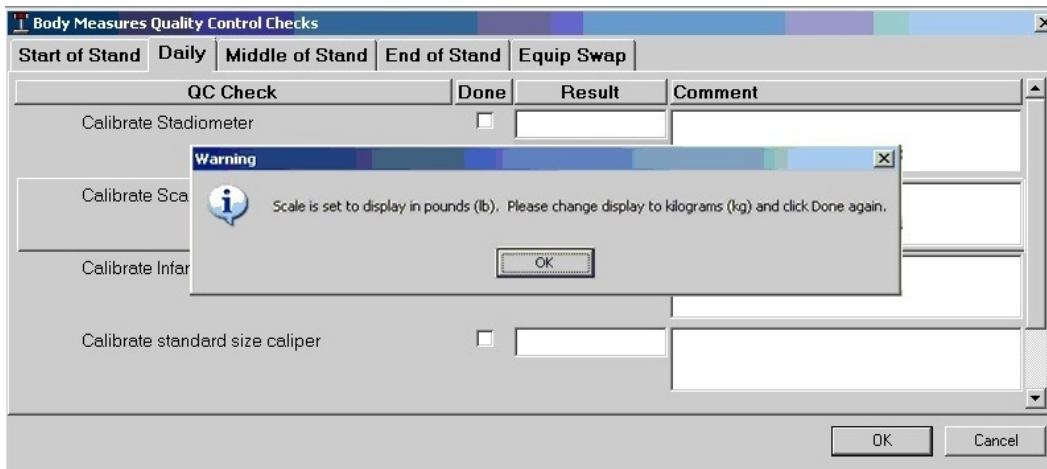 Body Measures Quality Control Checks
Start of Stand Daily Middle of Stand End of Stand Equip Swap
QC Check Done Result Comment
Calibrate Stadiometer
Warning
Calibrate Sca
Scale is set to display in pounds (lb). Please change display to kilograms (kg) and click Done again.
OK
Calibrate Infar
Calibrate standard size caliper
OK Cancel